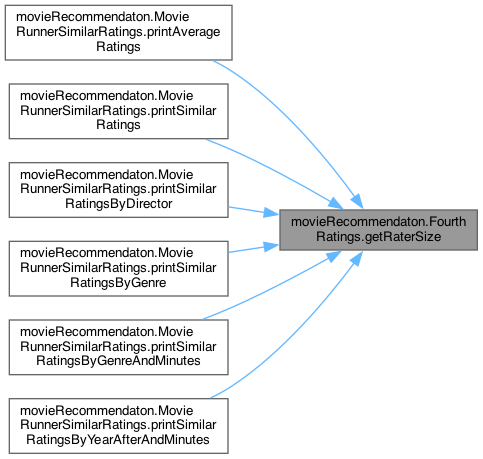 movieRecommendaton.Movie
RunnerSimilarRatings.printAverage
Ratings
movieRecommendaton.Movie
RunnerSimilarRatings.printSimilar
Ratings
movieRecommendaton.Movie
RunnerSimilarRatings.printSimilar
RatingsByDirector
movieRecommendaton.Fourth
Ratings.getRaterSize
movieRecommendaton.Movie
RunnerSimilarRatings.printSimilar
RatingsByGenre
movieRecommendaton.Movie
RunnerSimilarRatings.printSimilar
RatingsByGenreAndMinutes
movieRecommendaton.Movie
RunnerSimilarRatings.printSimilar
RatingsByYearAfterAndMinutes